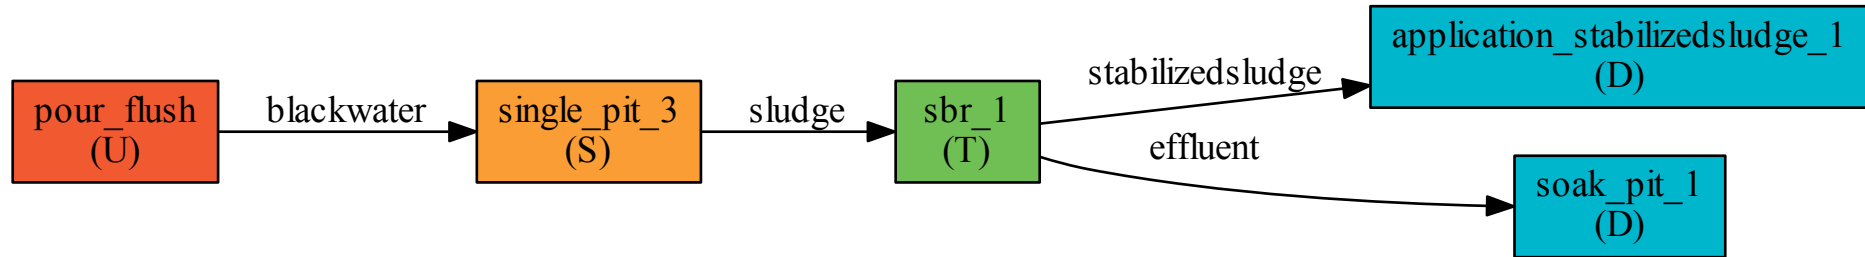 pour_flush
(U)
blackwater
single_pit_3
(S)
sludge
sbr_1
(T)
stabilizedsludge
application_stabilizedsludge_1
(D)
effluent
soak_pit_1
(D)